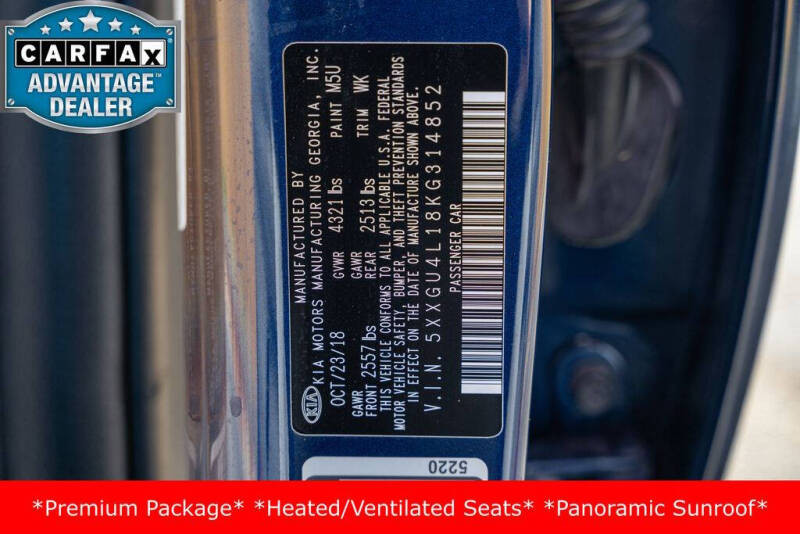 CARFAX
ADVANTAGE
DEALER
MANUFACTURED BY
KIA KIA MOTORS MANUFACTURING GEORGIA, INC.
OCT/23/18 GVWR 4321 lbs PAINT M5U
GAWR FRONT 2557 lbs GAWR REAR 2513 lbs TRIM WK
THIS VEHICLE CONFORMS TO ALL APPLICABLE U.S.A. FEDERAL
MOTOR VEHICLE SAFETY, BUMPER, AND THEFT PREVENTION STANDARDS
IN EFFECT ON THE DATE OF MANUFACTURE SHOWN ABOVE.
V.I.N. 5XXGU4L18KG314852
PASSENGER CAR
5220
*Premium Package* *Heated/Ventilated Seats* *Panoramic Sunroof*